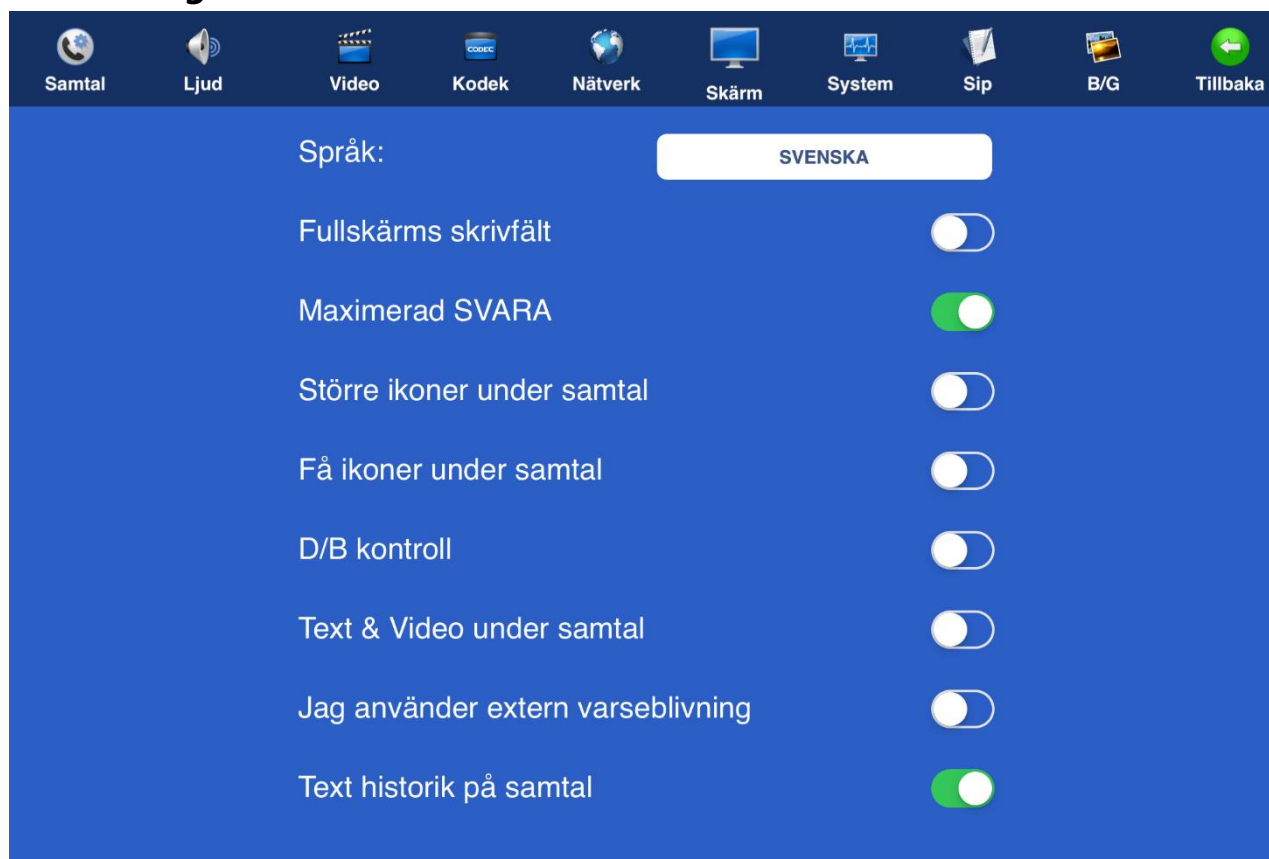 Samtal Ljud Video Kodek Nätverk Skärm System Sip B/G Tillbaka
CODEC
Språk: SVENSKA
Fullskärms skrivfält
Maximerad SVARA
Större ikoner under samtal
Få ikoner under samtal
D/B kontroll
Text & Video under samtal
Jag använder extern varseblivning
Text historik på samtal